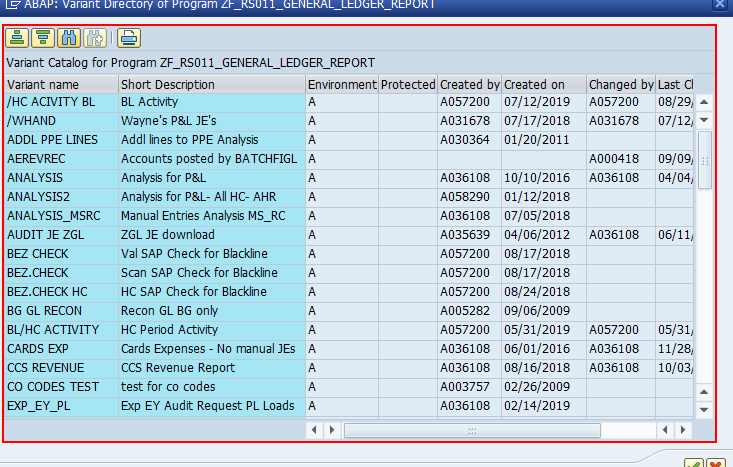 ABAP: Variant Directory of Program ZF_RS011_GENERAL_LEDGER_REPORT
Variant Catalog for Program ZF_RS011_GENERAL_LEDGER_REPORT
Variant name Short Description Environment Protected Created by Created on Changed by Last Cl
/HC ACIVITY BL BL Activity A A057200 07/12/2019 A057200 08/29/
/WHAND Wayne's P&L JE's A A031678 07/17/2018 A031678 07/12/
ADDL PPE LINES Addl lines to PPE Analysis A A030364 01/20/2011
AEREVREC Accounts posted by BATCHFIGL A A000418 09/09/
ANALYSIS Analysis for P&L A A036108 10/10/2016 A036108 04/04/
ANALYSIS2 Analysis for P&L- All HC- AHR A A058290 01/12/2018
ANALYSIS_MSRC Manual Entries Analysis MS_RC A A036108 07/05/2018
AUDIT JE ZGL ZGL JE download A A035639 04/06/2012 A036108 06/11/
BEZ CHECK Val SAP Check for Blackline A A057200 08/17/2018
BEZ.CHECK Scan SAP Check for Blackline A A057200 08/17/2018
BEZ.CHECK HC HC SAP Check for Blackline A A057200 08/24/2018
BG GL RECON Recon GL BG only A A005282 09/06/2009
BL/HC ACTIVITY HC Period Activity A A057200 05/31/2019 A057200 05/31/
CARDS EXP Cards Expenses - No manual JEs A A036108 06/01/2016 A036108 11/28/
CCS REVENUE CCS Revenue Report A A036108 08/16/2018 A036108 10/03/
CO CODES TEST test for co codes A A003757 02/26/2009
EXP_EY_PL Exp EY Audit Request PL Loads A A036108 02/14/2019